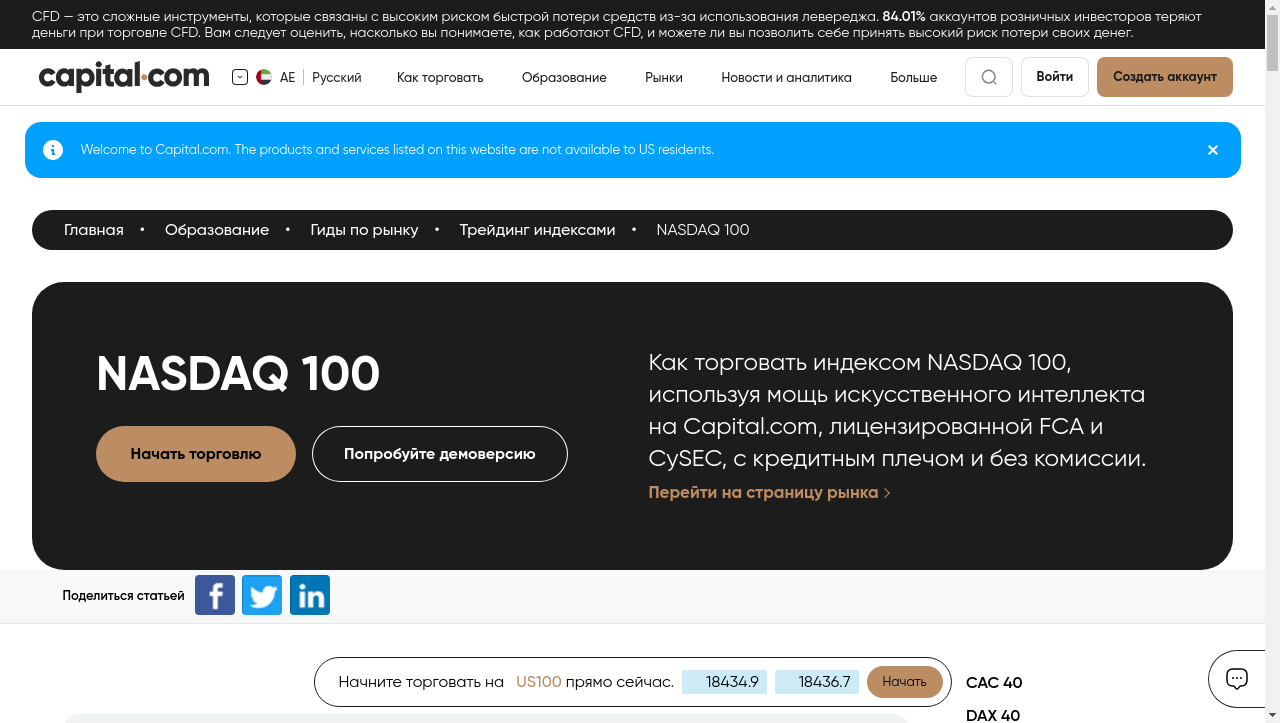 CFD — это сложные инструменты, которые связаны с высоким риском быстрой потери средств из-за использования левереджа. 84.01% аккаунтов розничных инвесторов теряют
деньги при торговле CFD. Вам следует оценить, насколько вы понимаете, как работают CFD, и можете ли вы позволить себе принять высокий риск потери своих денег.
capital.com AE Русский Как торговать Образование Рынки Новости и аналитика Больше Войти Создать аккаунт
Welcome to Capital.com. The products and services listed on this website are not available to US residents.
Главная • Образование • Гиды по рынку • Трейдинг индексами • NASDAQ 100
NASDAQ 100
Начать торговлю Попробуйте демоверсию
Как торговать индексом NASDAQ 100,
используя мощь искусственного интеллекта
на Capital.com, лицензированной FCA и
CySEC, с кредитным плечом и без комиссии.
Перейти на страницу рынка
Поделиться статьей
Начните торговать на US100 прямо сейчас. 18434.9 18436.7 Начать
CAC 40
DAX 40